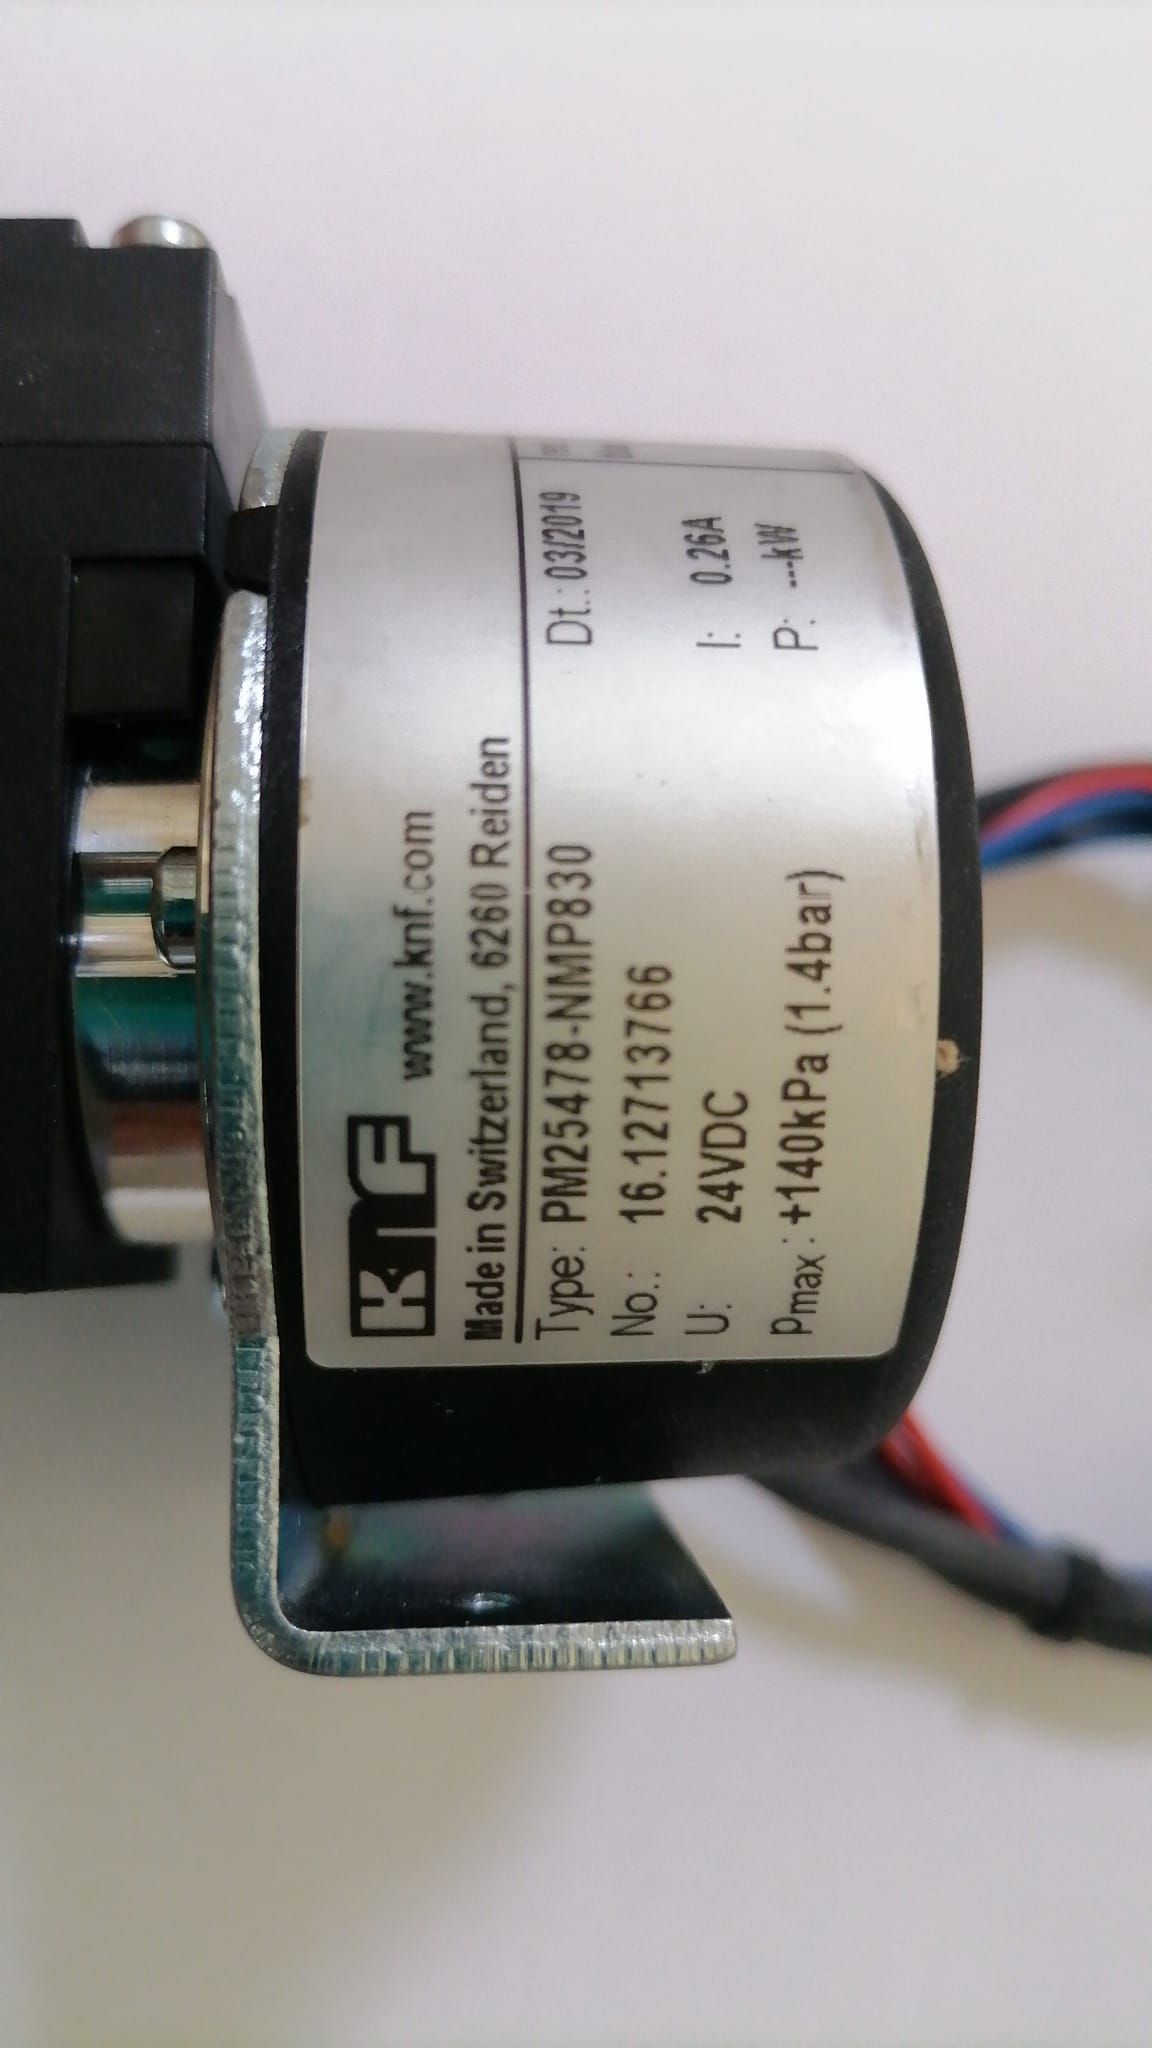 KNF www.knf.com
Made in Switzerland, 6260 Reiden
Type: PM25478-NMP830 Dt.: 03/2019
No.: 16.12713766
U: 24VDC I: 0.26A
Pmax: +140kPa (1.4bar) P: ---kW